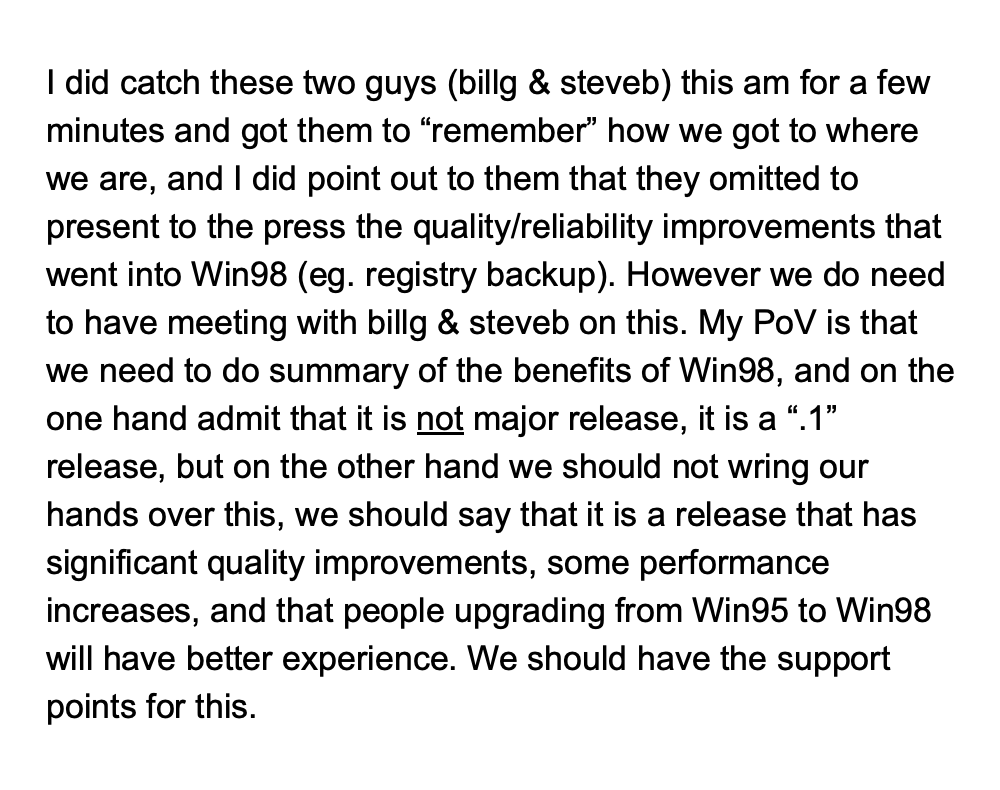 I did catch these two guys (billg & steveb) this am for a few
minutes and got them to “remember” how we got to where
we are, and I did point out to them that they omitted to
present to the press the quality/reliability improvements that
went into Win98 (eg. registry backup). However we do need
to have meeting with billg & steveb on this. My PoV is that
we need to do summary of the benefits of Win98, and on the
one hand admit that it is not major release, it is a “.1”
release, but on the other hand we should not wring our
hands over this, we should say that it is a release that has
significant quality improvements, some performance
increases, and that people upgrading from Win95 to Win98
will have better experience. We should have the support
points for this.